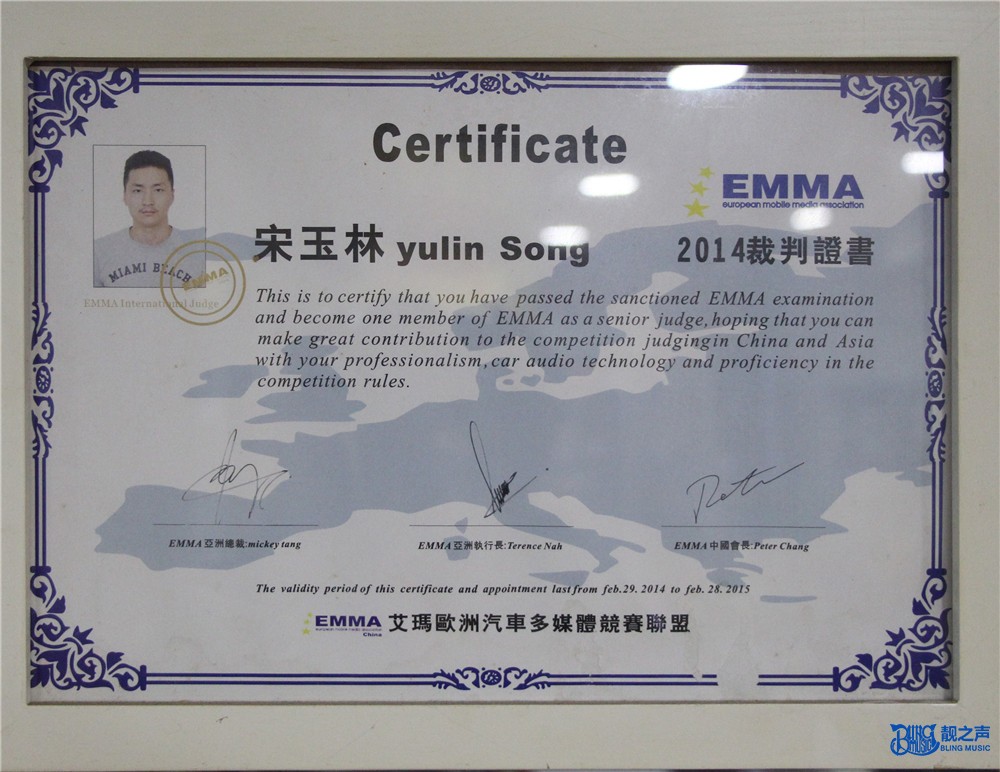 Certificate
EMMA
european mobile media association
宋玉林 yulin Song
2014裁判證書
MIAMI BEACH
EMMA
EMMA International Judge
This is to certify that you have passed the sanctioned EMMA examination
and become one member of EMMA as a senior judge,hoping that you can
make great contribution to the competition judgingin China and Asia
with your professionalism,car audio technology and proficiency in the
competition rules.
EMMA亞洲總裁:mickey tang
EMMA亞洲執行長:Terence Nah
EMMA中國會長:Peter Chang
The validity period of this certificate and appointment last from feb.29. 2014 to feb. 28. 2015
EMMA
China
艾瑪歐洲汽車多媒體競賽聯盟
BLING MUSIC 靓之声
BLING MUSIC